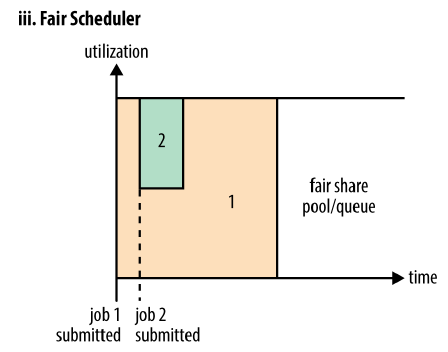 iii. Fair Scheduler
utilization
2
1
fair share
pool/queue
time
job 1
submitted
job 2
submitted